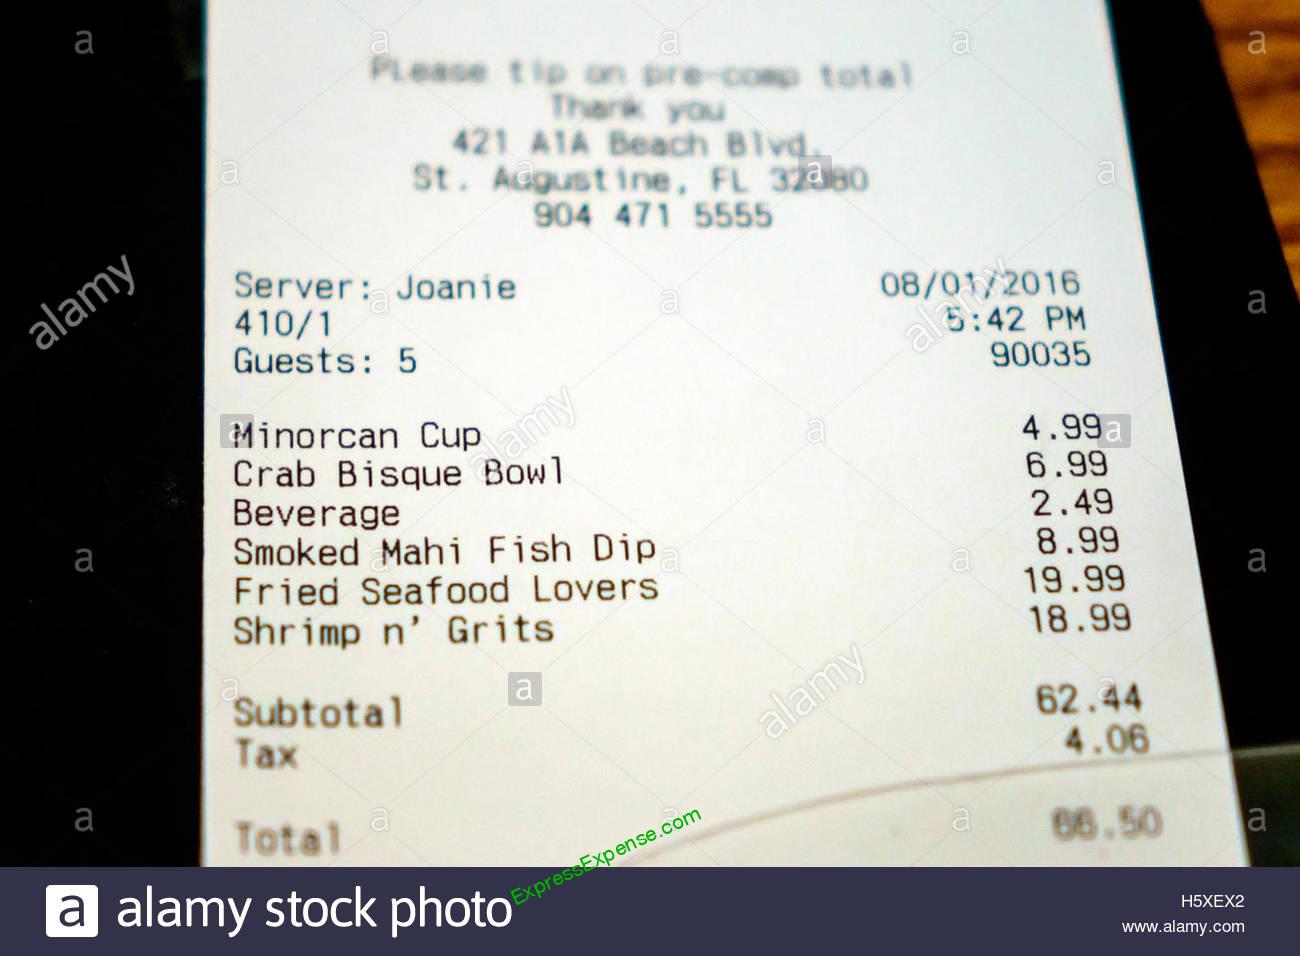 Please tip on pre-comp total
Thank you
421 A1A Beach Blvd.
St. Augustine, FL 32080
904 471 5555
Server: Joanie 08/01/2016
410/1 5:42 PM
Guests: 5 90035
Minorcan Cup 4.99
Crab Bisque Bowl 6.99
Beverage 2.49
Smoked Mahi Fish Dip 8.99
Fried Seafood Lovers 19.99
Shrimp n' Grits 18.99
Subtotal 62.44
Tax 4.06
Total 66.50
alamy
alamy
alamy
alamy
ExpressExpense.com
a alamy stock photo
H5XEX2
www.alamy.com